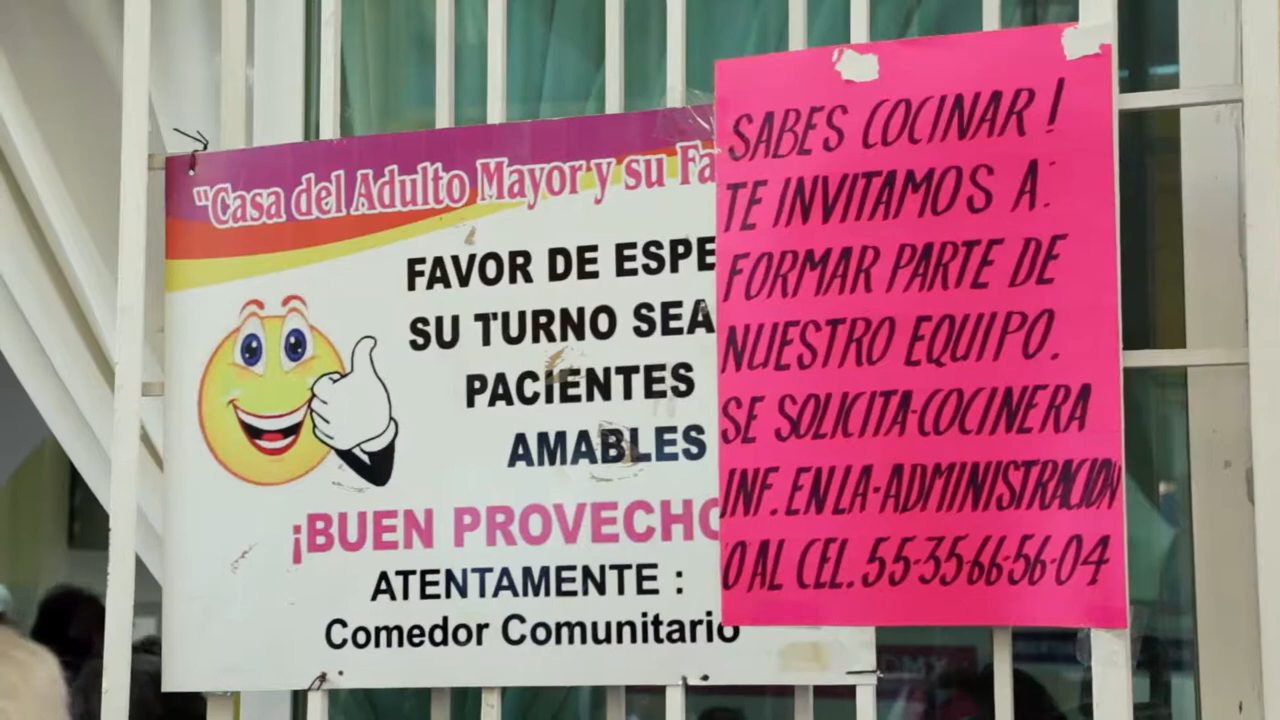 "Casa del Adulto Mayor y su Fa
FAVOR DE ESPE
SU TURNO SEA
PACIENTES
AMABLES
¡BUEN PROVECHO
ATENTAMENTE :
Comedor Comunitario
SABES COCINAR !
TE INVITAMOS A:
FORMAR PARTE DE
NUESTRO EQUIPO.
SE SOLICITA-COCINERA
INF. EN LA-ADMINISTRACION
O AL CEL. 55-3566-56-04